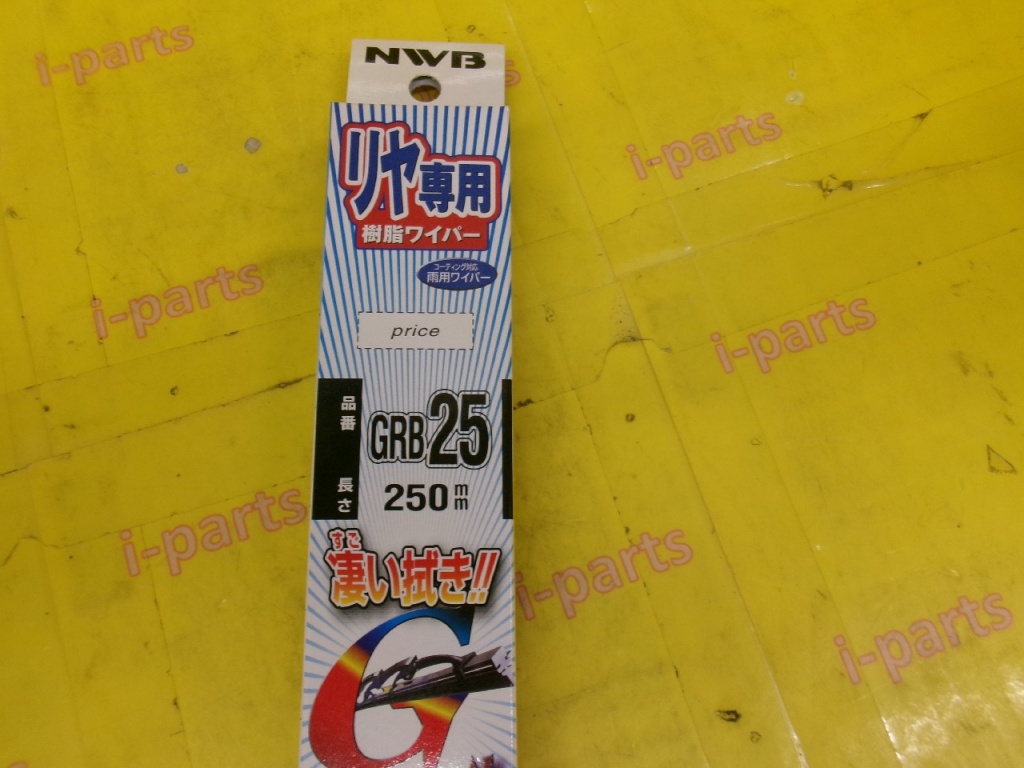 NWB
リヤ専用
樹脂ワイパー
コーティング対応
雨用ワイパー
price
品番
GRB25
長さ
250mm
すご
凄い拭き!!
G
i-parts
i-parts
i-parts
i-parts
i-parts
i-parts
i-parts